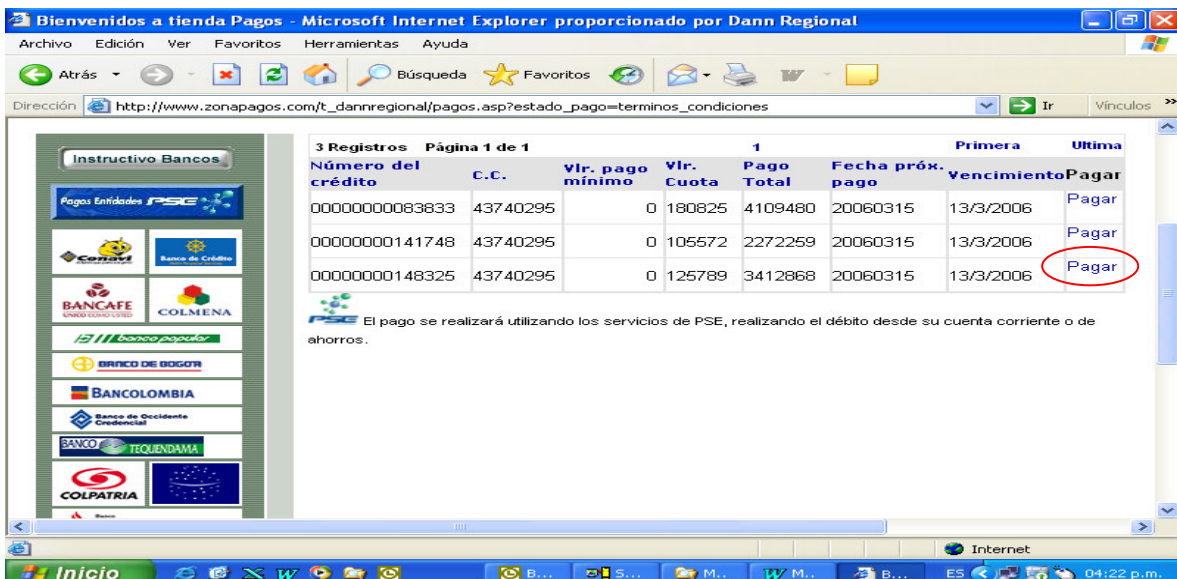 Bienvenidos a tienda Pagos - Microsoft Internet Explorer proporcionado por Dann Regional
Archivo Edición Ver Favoritos Herramientas Ayuda
Atrás Búsqueda Favoritos
Dirección http://www.zonapagos.com/t_dannregional/pagos.asp?estado_pago=terminos_condiciones Ir Vínculos »
Instructivo Bancos
Pagos Entidades PSE
Conavi Banco de Crédito
BANCAFE COLMENA
banco popular
BANCO DE BOGOTA
BANCOLOMBIA
Banco de Occidente
Credencial
BANCO TEQUENDAMA
COLPATRIA
Banco
3 Registros Página 1 de 1 1 Primera Ultima
Número del crédito C.C. Vlr. pago mínimo Vlr. Cuota Pago Total Fecha próx. pago Vencimiento Pagar
00000000083833 43740295 0 180825 4109480 20060315 13/3/2006 Pagar
00000000141748 43740295 0 105572 2272259 20060315 13/3/2006 Pagar
00000000148325 43740295 0 125789 3412868 20060315 13/3/2006 Pagar
PSE El pago se realizará utilizando los servicios de PSE, realizando el débito desde su cuenta corriente o de
ahorros.
Internet
Inicio B... S... M.. M.. B... ES 04:22 p.m.